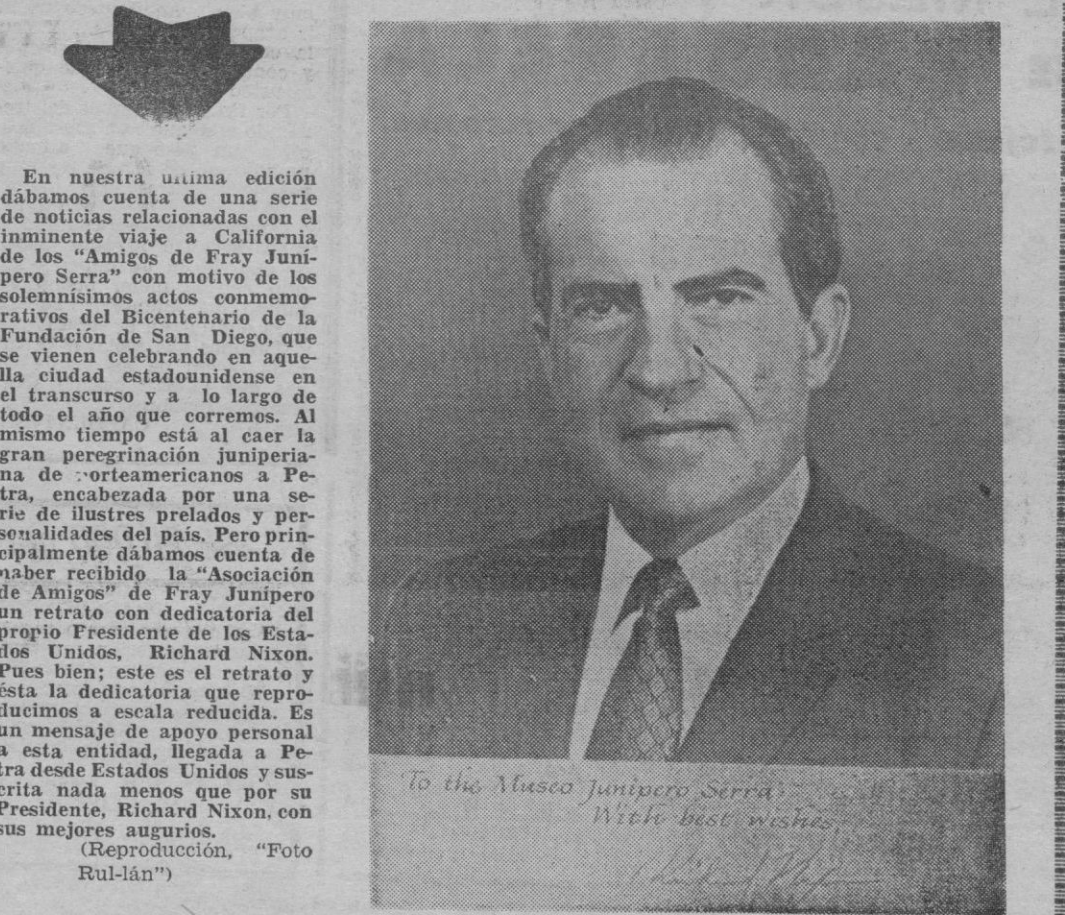 En nuestra última edición
dábamos cuenta de una serie
de noticias relacionadas con el
inminente viaje a California
de los “Amigos de Fray Juní-
pero Serra” con motivo de los
solemnísimos actos conmemo-
rativos del Bicentenario de la
Fundación de San Diego, que
se vienen celebrando en aque-
lla ciudad estadounidense en
el transcurso y a lo largo de
todo el año que corremos. Al
mismo tiempo está al caer la
gran peregrinación juniperia-
na de norteamericanos a Pe-
tra, encabezada por una se-
rie de ilustres prelados y per-
sonalidades del país. Pero prin-
cipalmente dábamos cuenta de
haber recibido la “Asociación
de Amigos” de Fray Junípero
un retrato con dedicatoria del
propio Presidente de los Esta-
dos Unidos, Richard Nixon.
Pues bien; este es el retrato y
ésta la dedicatoria que repro-
ducimos a escala reducida. Es
un mensaje de apoyo personal
a esta entidad, llegada a Pe-
tra desde Estados Unidos y sus-
crita nada menos que por su
Presidente, Richard Nixon, con
sus mejores augurios.
(Reproducción, “Foto
Rul-lán”)
To the Museo Junipero Serra
With best wishes,
Richard Nixon